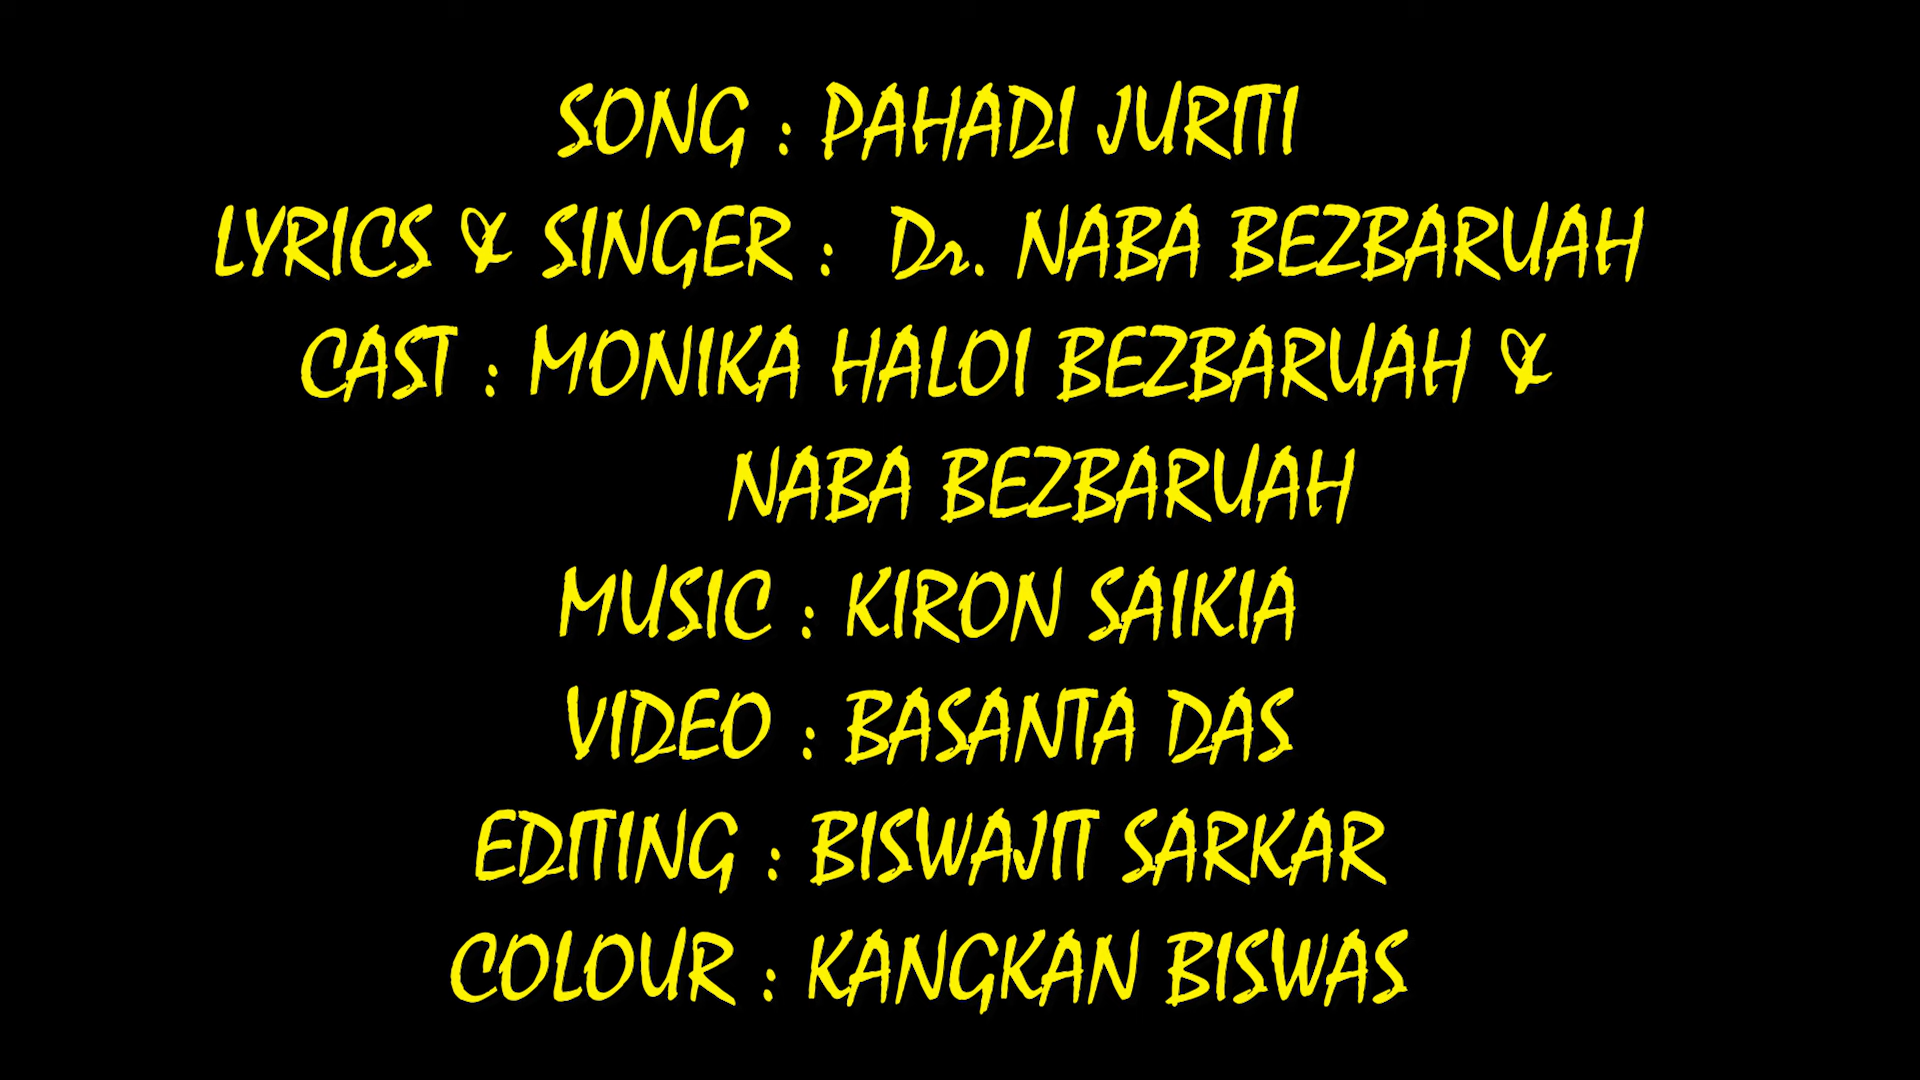 SONG : PAHADI JURITI
LYRICS & SINGER : Dr. NABA BEZBARUAH
CAST : MONIKA HALOI BEZBARUAH &
NABA BEZBARUAH
MUSIC : KIRON SAIKIA
VIDEO : BASANTA DAS
EDITING : BISWAJIT SARKAR
COLOUR : KANGKAN BISWAS